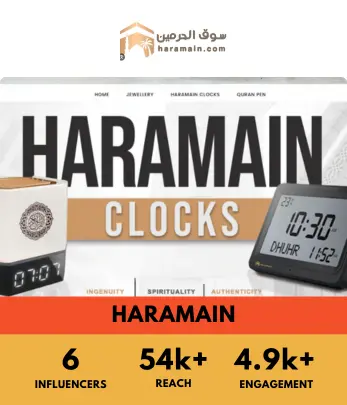 سوق الحرمين
haramain.com
HOME JEWELLERY HARAMAIN CLOCKS QURAN PEN
HARAMAIN
CLOCKS
23°
10:30
DHUHR 11:52
07:07
INGENUITY | SPIRITUALITY | AUTHENTICITY
HARAMAIN
6 54k+ 4.9k+
INFLUENCERS REACH ENGAGEMENT